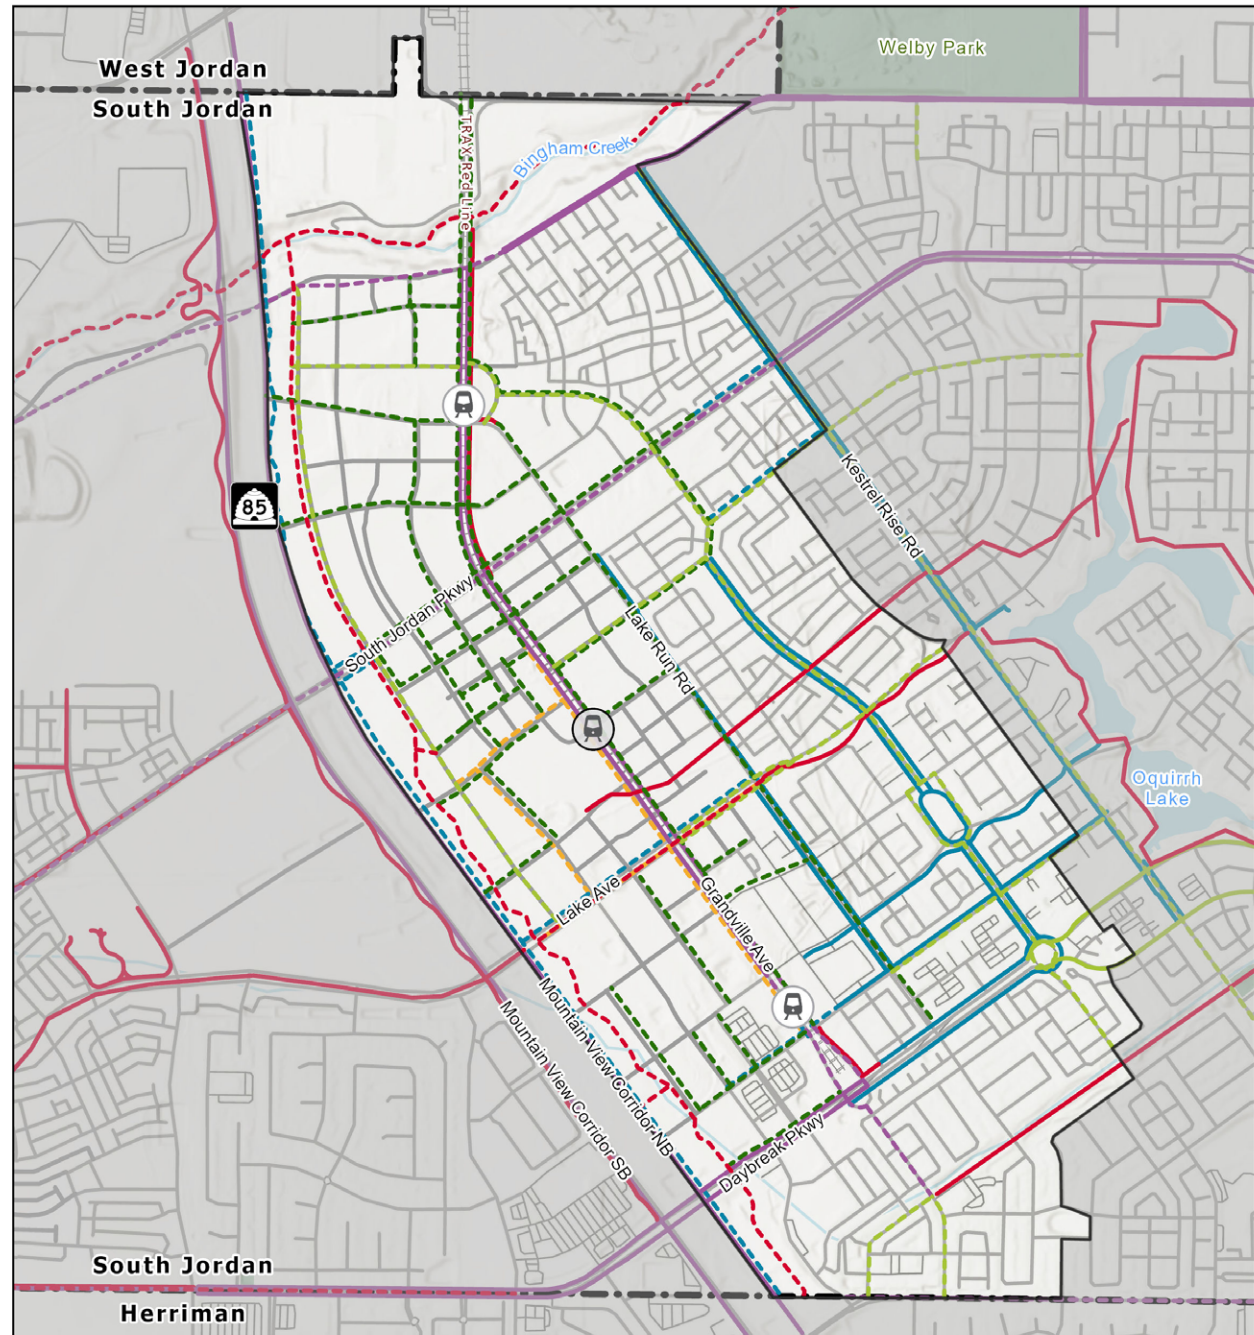 Welby Park
West Jordan
South Jordan
TRAX Red Line
Bingham Creek
85
Kestrel Rise Rd
South Jordan Pkwy
Lake Run Rd
Oquirrh
Lake
Lake Ave
Grandville Ave
Mountain View Corridor NB
Mountain View Corridor SB
Daybreak Pkwy
South Jordan
Herriman